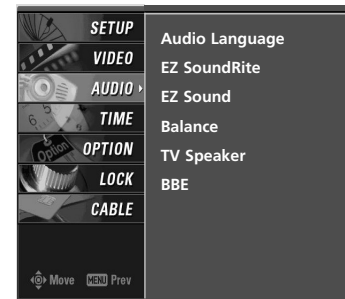 SETUP
VIDEO
AUDIO
TIME
OPTION
LOCK
CABLE
Move MENU Prev
Audio Language
EZ SoundRite
EZ Sound
Balance
TV Speaker
BBE